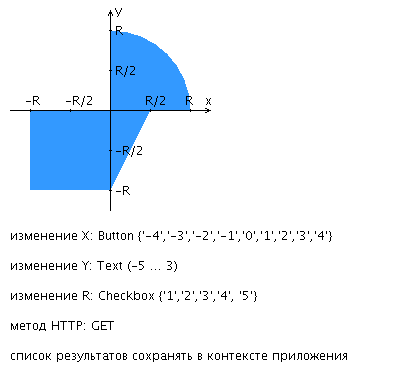 Y
R
R/2
-R -R/2 R/2 R x
-R/2
-R
изменение X: Button {'-4','-3','-2','-1','0','1','2','3','4'}
изменение Y: Text (-5 ... 3)
изменение R: Checkbox {'1','2','3','4', '5'}
метод HTTP: GET
список результатов сохранять в контексте приложения